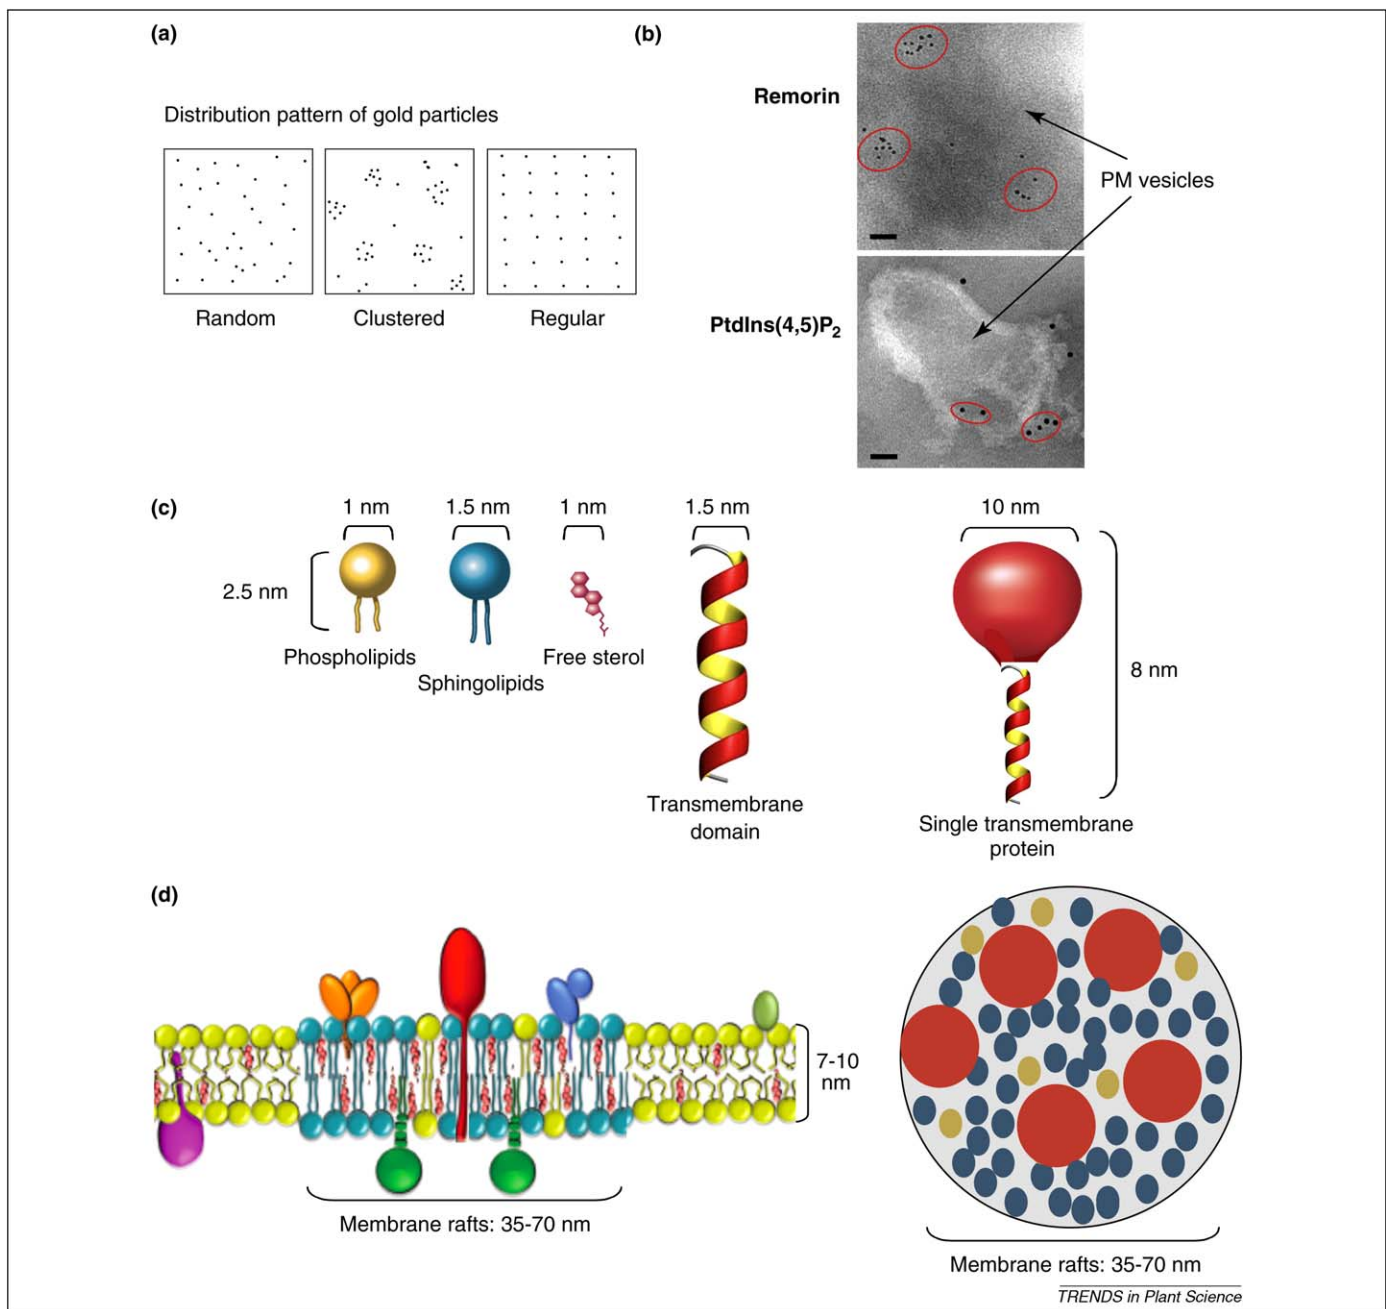 (a)
Distribution pattern of gold particles
Random
Clustered
Regular
(b)
Remorin
PM vesicles
PtdIns(4,5)P2
(c)
1 nm
1.5 nm
1 nm
1.5 nm
10 nm
2.5 nm
Phospholipids
Sphingolipids
Free sterol
Transmembrane
domain
8 nm
Single transmembrane
protein
(d)
7-10
nm
Membrane rafts: 35-70 nm
Membrane rafts: 35-70 nm
TRENDS in Plant Science